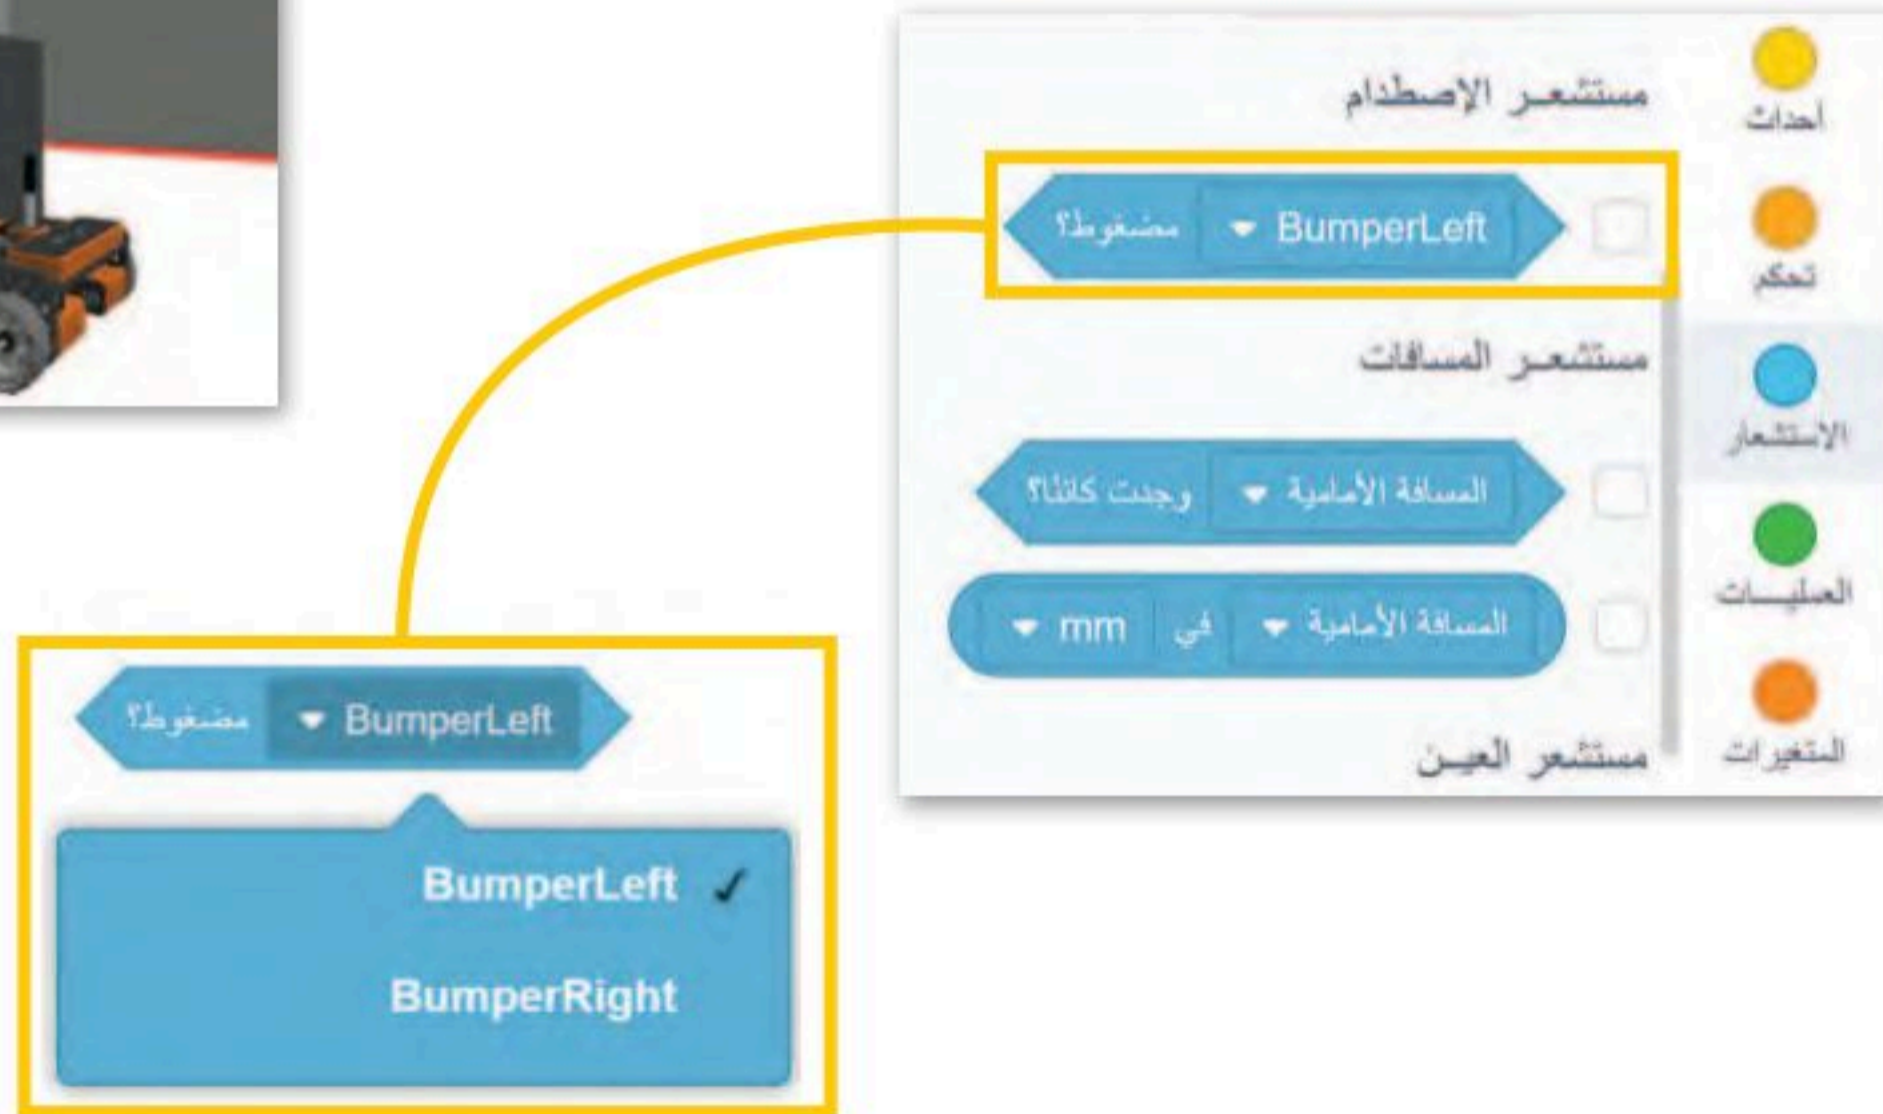 أحداث
تحكم
الاستشعار
العمليات
المتغيرات
مستشعر الإصطدام
BumperLeft مضغوط؟
مستشعر المسافات
المسافة الأمامية وجدت كائنًا؟
المسافة الأمامية في mm
مستشعر العين
BumperLeft مضغوط؟
BumperLeft ✓
BumperRight